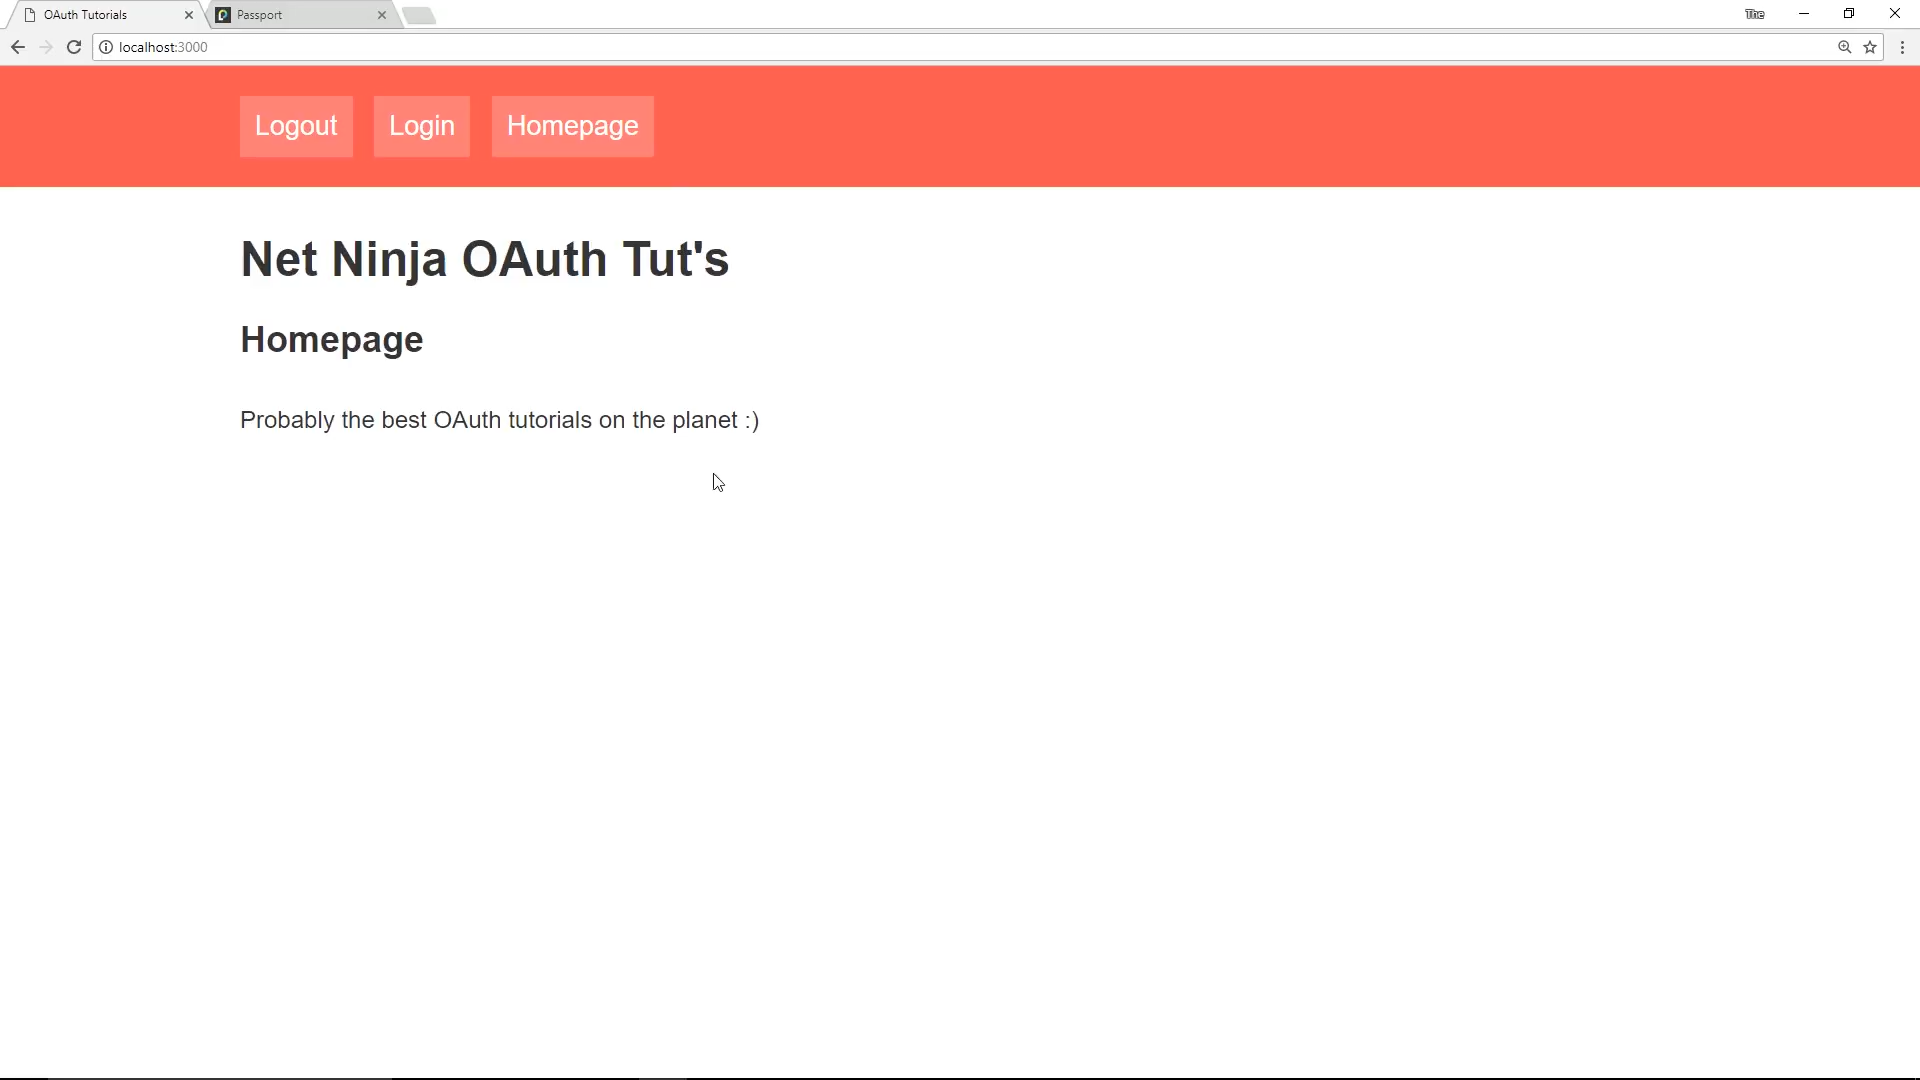 OAuth Tutorials
Passport
The
localhost:3000
Logout
Login
Homepage
Net Ninja OAuth Tut's
Homepage
Probably the best OAuth tutorials on the planet :)